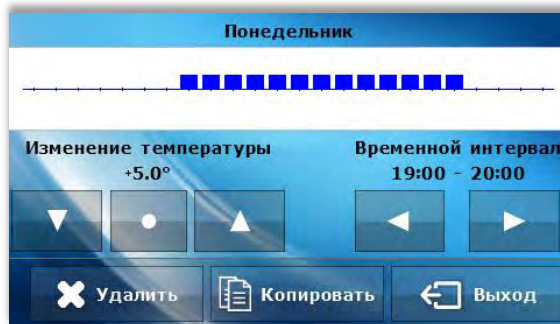 Понедельник
Изменение температуры
+5.0°
Временной интервал
19:00 - 20:00
Удалить
Копировать
Выход